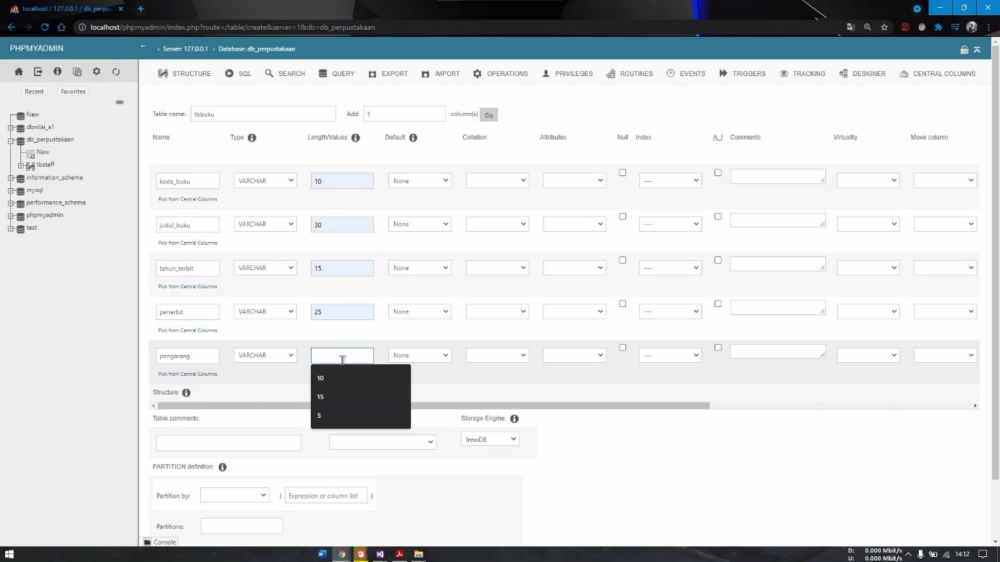 localhost / 127.0.0.1 / db_perpus
localhost/phpmyadmin/index.php?route=/table/create&server=1&db=db_perpustakaan
PHPMYADMIN
Server: 127.0.0.1 › Database: db_perpustakaan
STRUCTURE SQL SEARCH QUERY EXPORT IMPORT OPERATIONS PRIVILEGES ROUTINES EVENTS TRIGGERS TRACKING DESIGNER CENTRAL COLUMNS
Recent Favorites
New
dbnilai_a1
db_perpustakaan
New
tbstaff
information_schema
mysql
performance_schema
phpmyadmin
test
Table name: tbbuku Add 1 column(s) Go
Name Type Length/Values Default Collation Attributes Null Index A_I Comments Virtuality Move column
kode_buku VARCHAR 10 None ---
Pick from Central Columns
judul_buku VARCHAR 30 None ---
Pick from Central Columns
tahun_terbit VARCHAR 15 None ---
Pick from Central Columns
penerbit VARCHAR 25 None ---
Pick from Central Columns
pengarang VARCHAR None ---
Pick from Central Columns
10
15
5
Structure
Table comments: Storage Engine:
InnoDB
PARTITION definition:
Partition by: ( Expression or column list )
Partitions:
Console
D: 0.000 Mbit/s
U: 0.000 Mbit/s
14:12